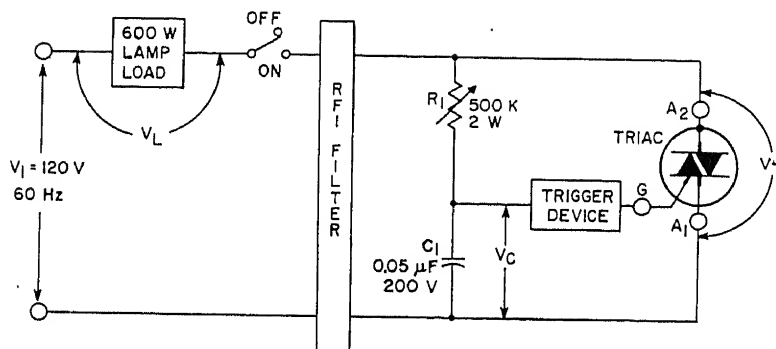 OFF
600 W
LAMP
LOAD
ON
VL
V1 = 120 V
60 Hz
RFI FILTER
R1
500 K
2 W
A2
TRIAC
G
A1
TRIGGER
DEVICE
VC
C1
0.05 µF
200 V